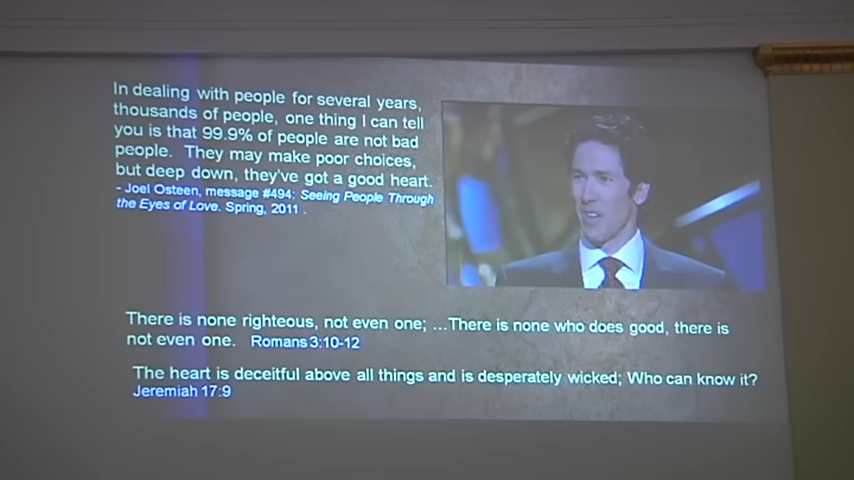 In dealing with people for several years,
thousands of people, one thing I can tell
you is that 99.9% of people are not bad
people. They may make poor choices,
but deep down, they've got a good heart.
- Joel Osteen, message #494: Seeing People Through
the Eyes of Love. Spring, 2011 .
There is none righteous, not even one; ...There is none who does good, there is
not even one. Romans 3:10-12
The heart is deceitful above all things and is desperately wicked; Who can know it?
Jeremiah 17:9